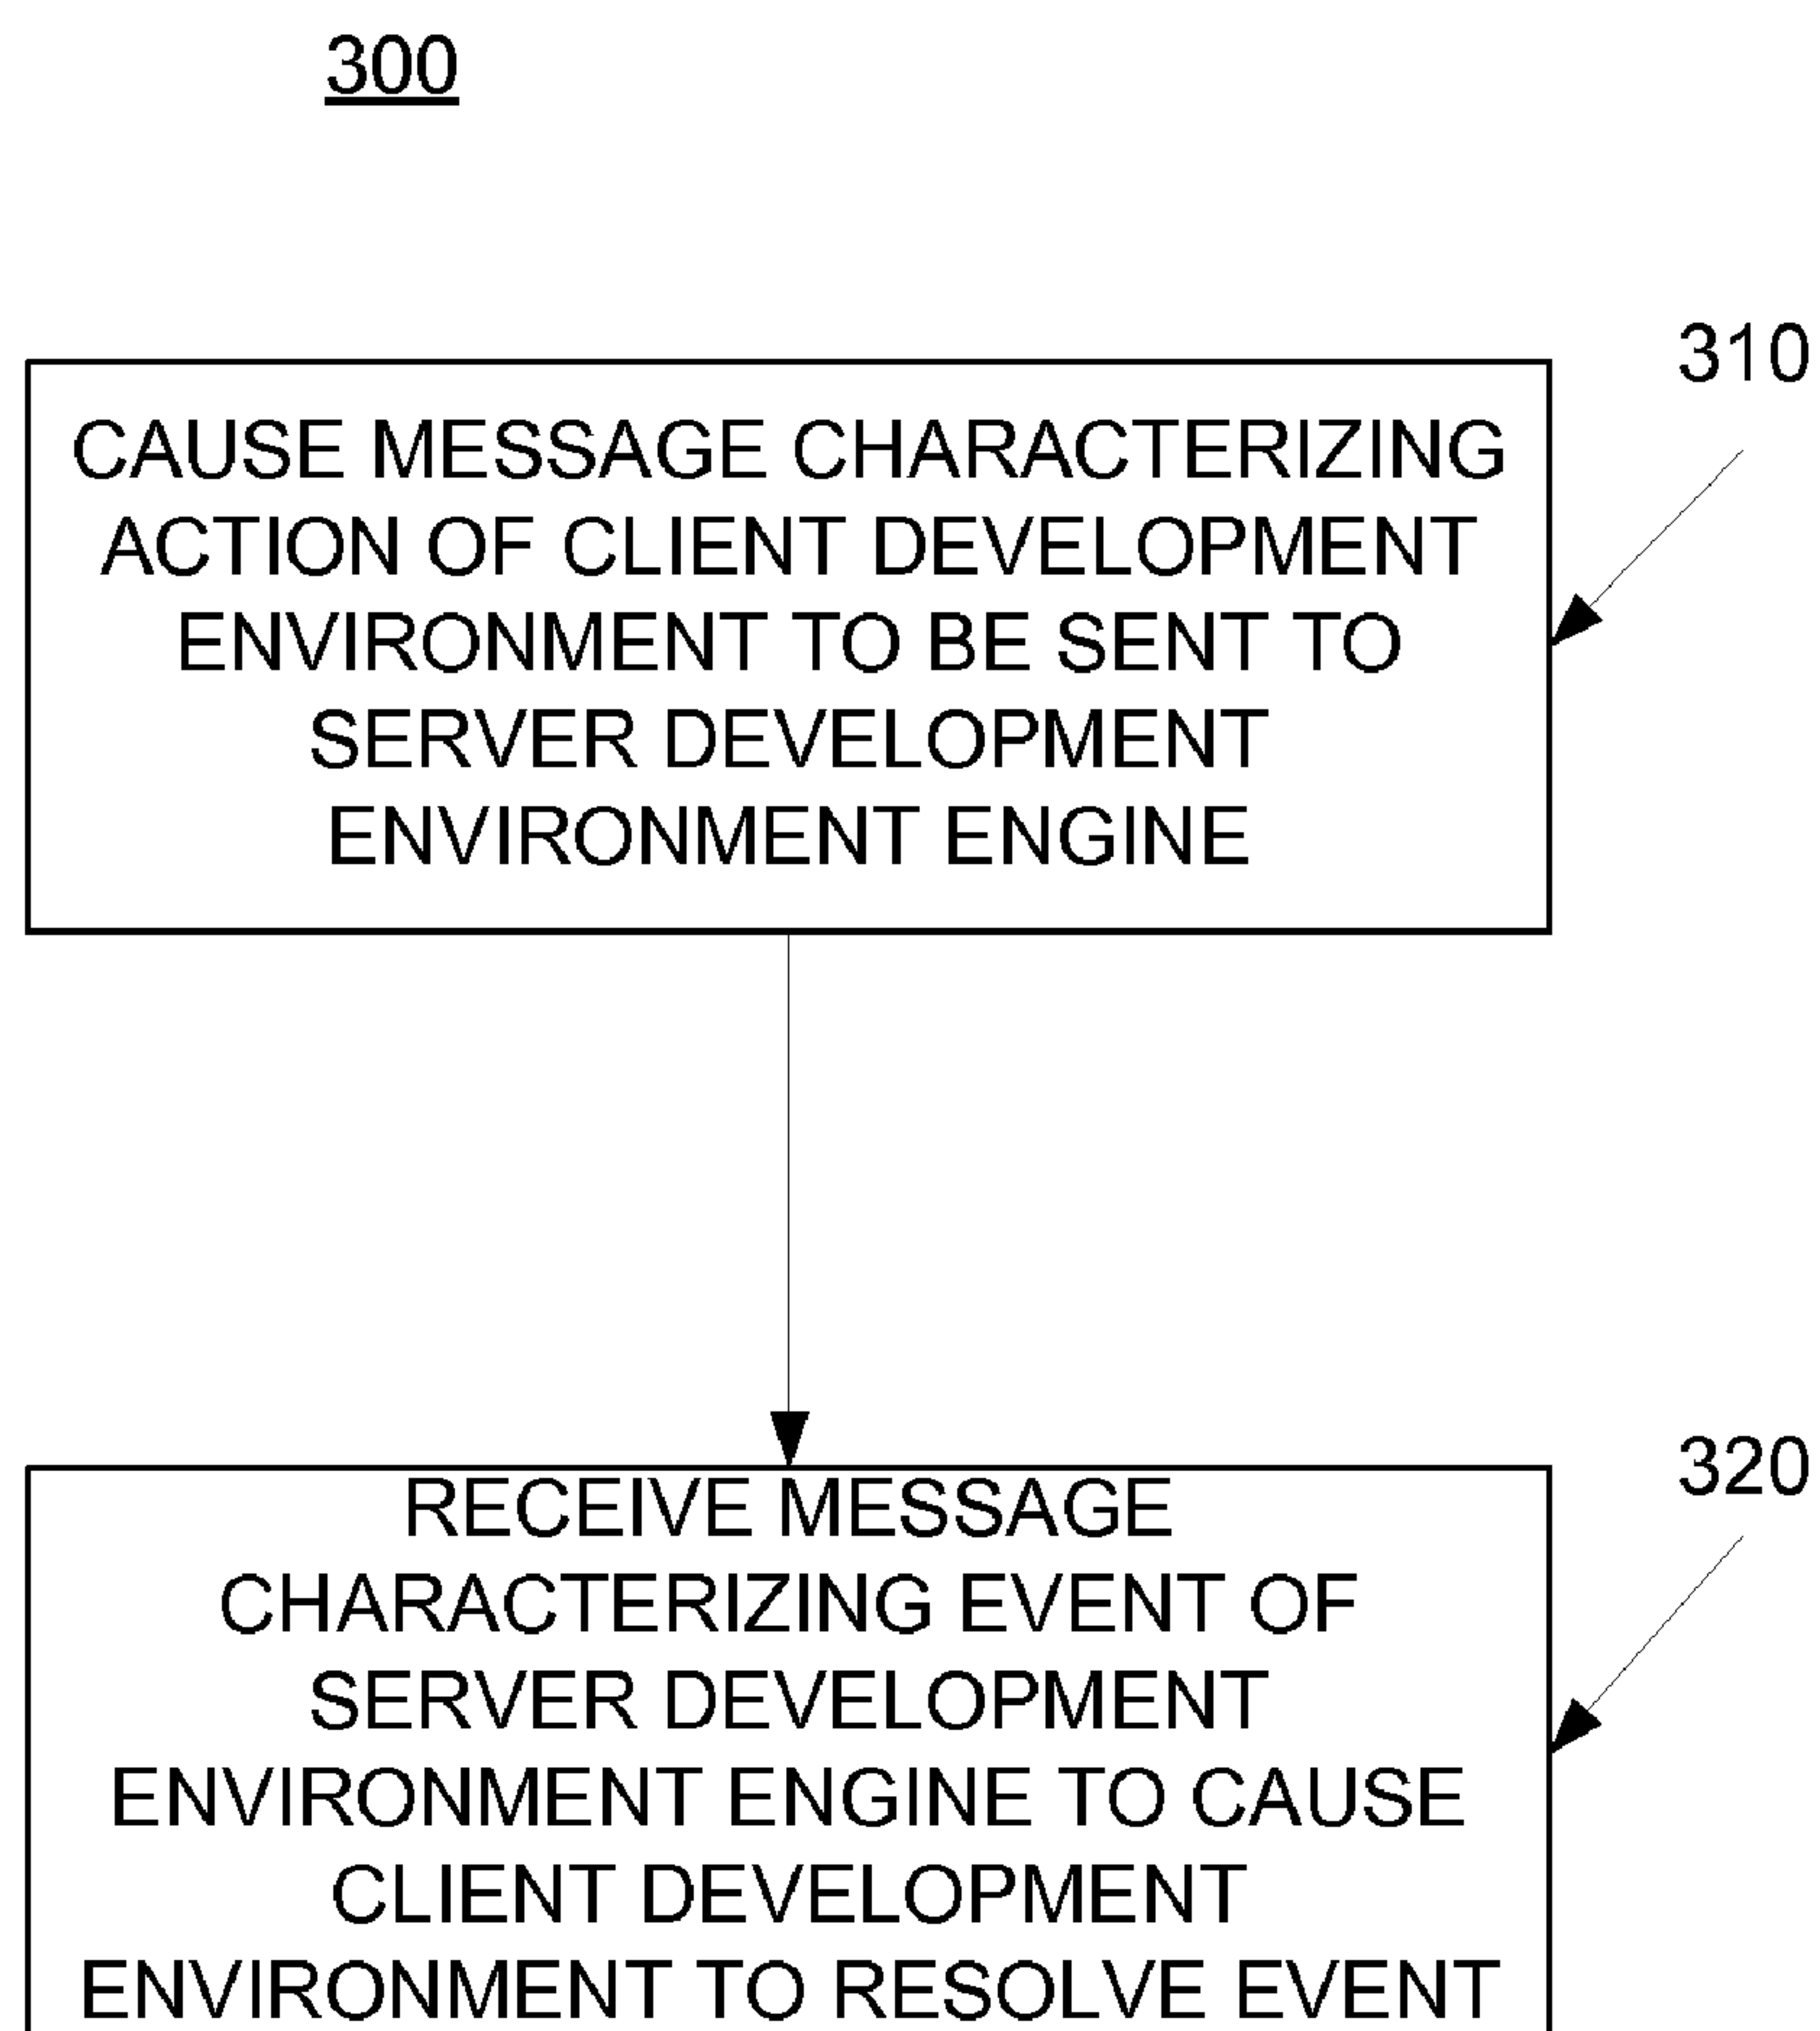 300
310
CAUSE MESSAGE CHARACTERIZING
ACTION OF CLIENT DEVELOPMENT
ENVIRONMENT TO BE SENT TO
SERVER DEVELOPMENT
ENVIRONMENT ENGINE
320
RECEIVE MESSAGE
CHARACTERIZING EVENT OF
SERVER DEVELOPMENT
ENVIRONMENT ENGINE TO CAUSE
CLIENT DEVELOPMENT
ENVIRONMENT TO RESOLVE EVENT